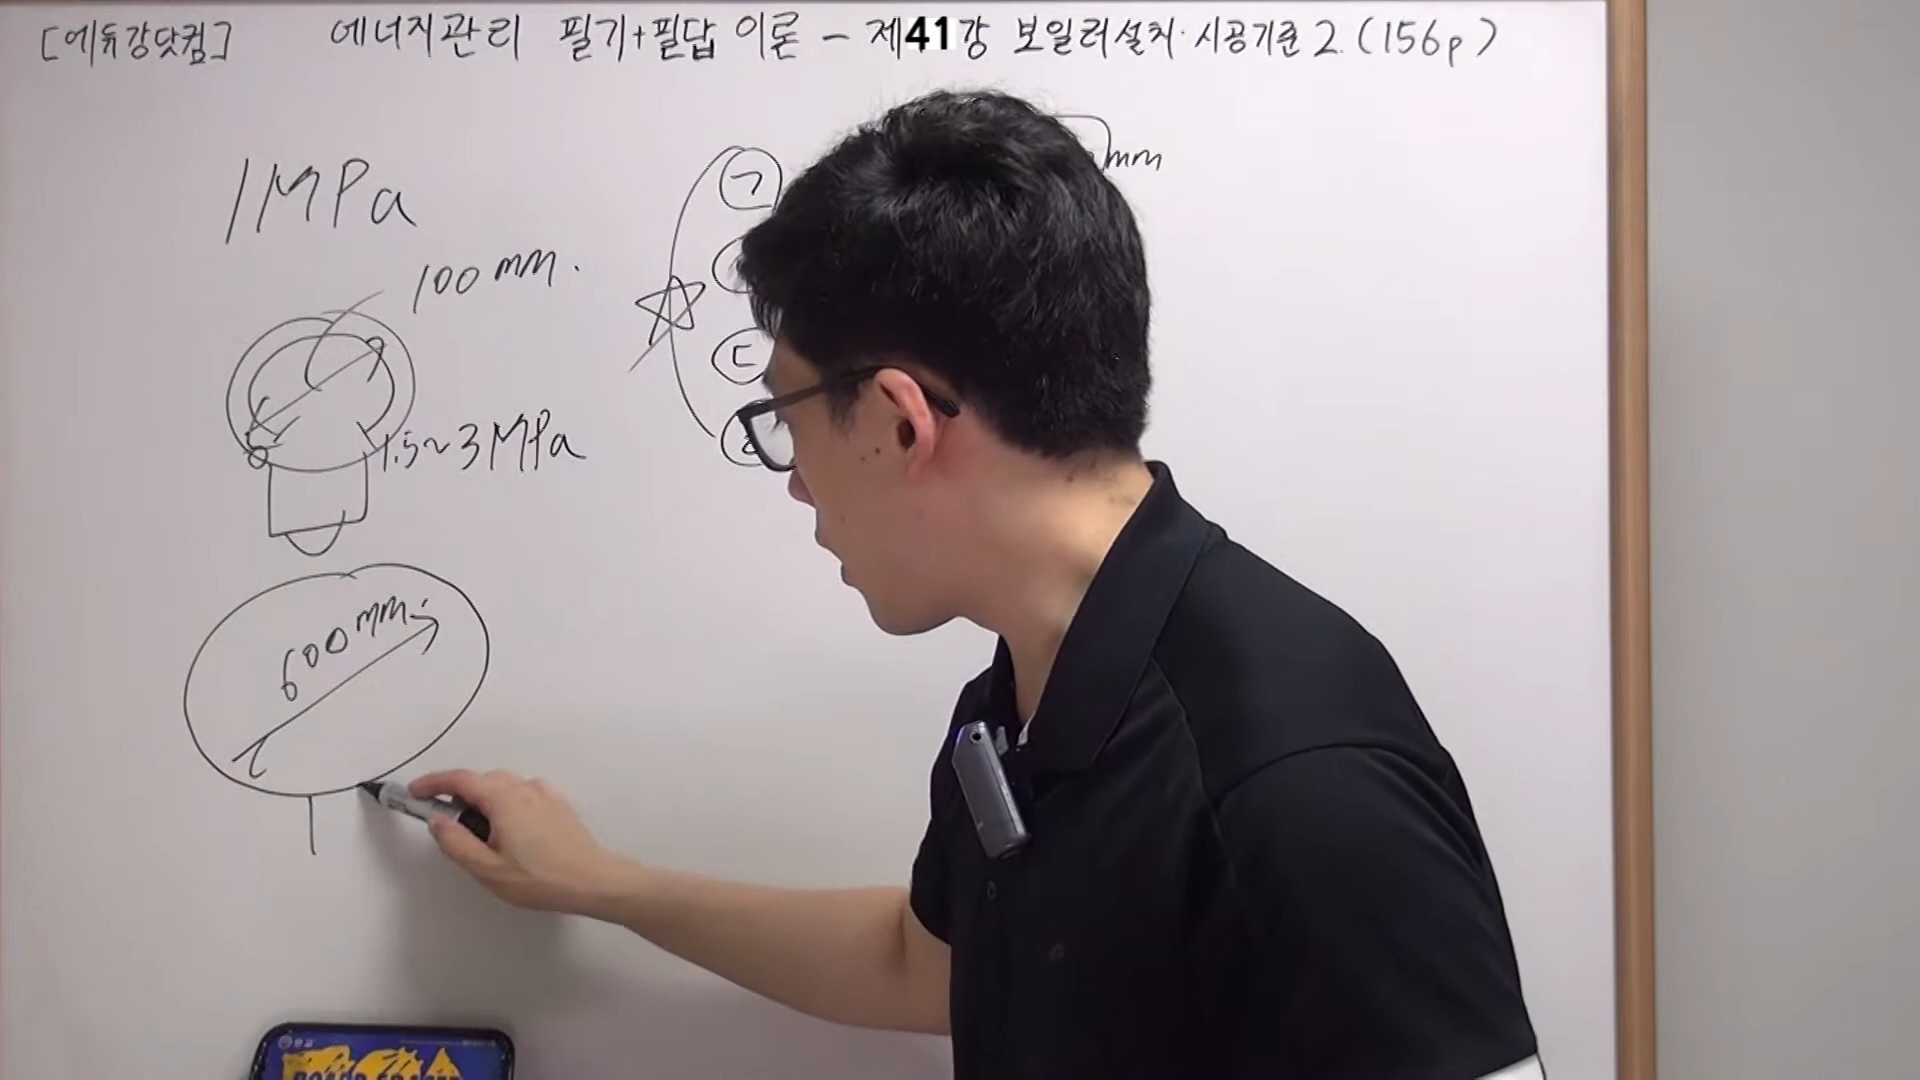 [에듀강닷컴] 에너지관리 필기+필답 이론 - 제41강 보일러설치·시공기준 2. (156p)
1MPa
100mm.
1.5~3MPa
600mm.
ㄱ
mm
ㄷ
BOARD ERASER